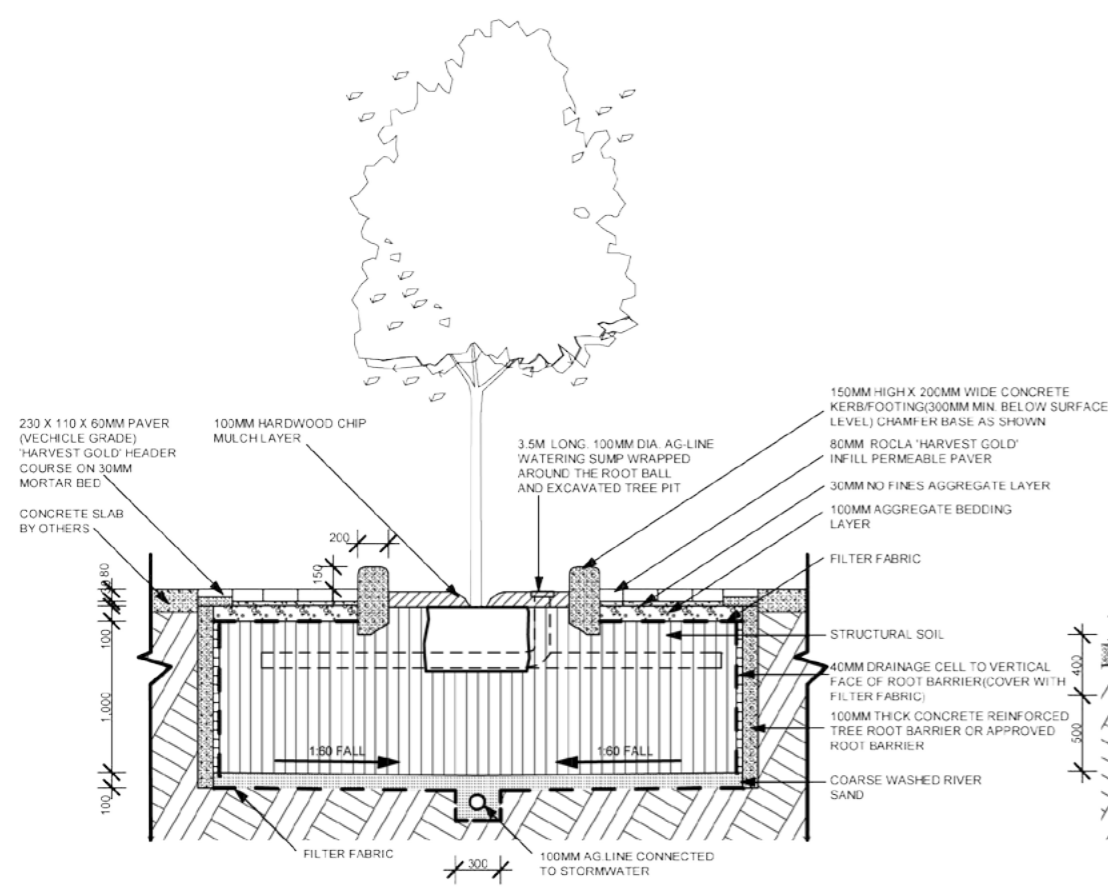 230 X 110 X 60MM PAVER
(VECHICLE GRADE)
'HARVEST GOLD' HEADER
COURSE ON 30MM
MORTAR BED
CONCRETE SLAB
BY OTHERS
100MM HARDWOOD CHIP
MULCH LAYER
3.5M LONG. 100MM DIA. AG-LINE
WATERING SUMP WRAPPED
AROUND THE ROOT BALL
AND EXCAVATED TREE PIT
150MM HIGH X 200MM WIDE CONCRETE
KERB/FOOTING(300MM MIN. BELOW SURFACE
LEVEL) CHAMFER BASE AS SHOWN
80MM ROCLA 'HARVEST GOLD'
INFILL PERMEABLE PAVER
30MM NO FINES AGGREGATE LAYER
100MM AGGREGATE BEDDING
LAYER
FILTER FABRIC
STRUCTURAL SOIL
40MM DRAINAGE CELL TO VERTICAL
FACE OF ROOT BARRIER(COVER WITH
FILTER FABRIC)
100MM THICK CONCRETE REINFORCED
TREE ROOT BARRIER OR APPROVED
ROOT BARRIER
COARSE WASHED RIVER
SAND
200
150
80
100
1,000
100
400
500
1:60 FALL
1:60 FALL
FILTER FABRIC
300
100MM AG.LINE CONNECTED
TO STORMWATER